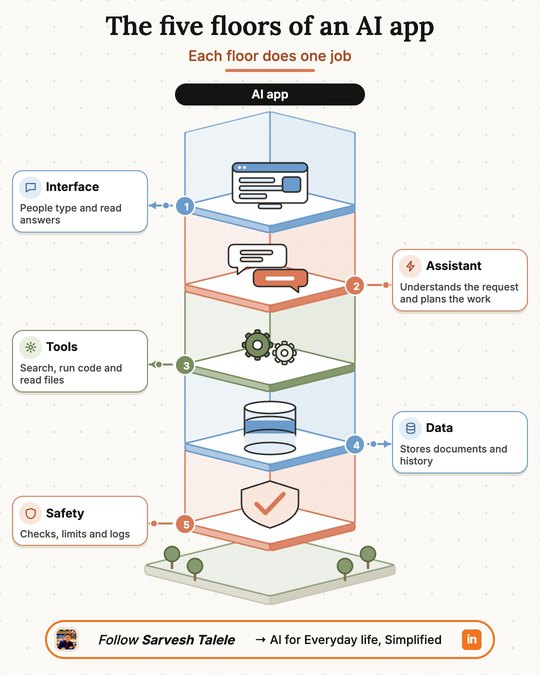 The five floors of an AI app
Each floor does one job
AI app
Interface
People type and read
answers
1
Assistant
Understands the request
and plans the work
2
Tools
Search, run code and
read files
3
Data
Stores documents and
history
4
Safety
Checks, limits and logs
5
Follow Sarvesh Talele → AI for Everyday life, Simplified
in